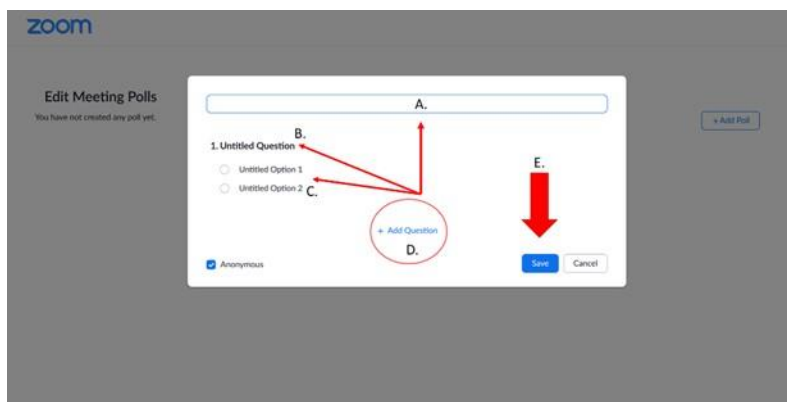 zoom
Edit Meeting Polls
You have not created any poll yet.
+ Add Poll
A.
B.
1. Untitled Question
Untitled Option 1
Untitled Option 2
C.
E.
+ Add Question
D.
Anonymous
Save
Cancel